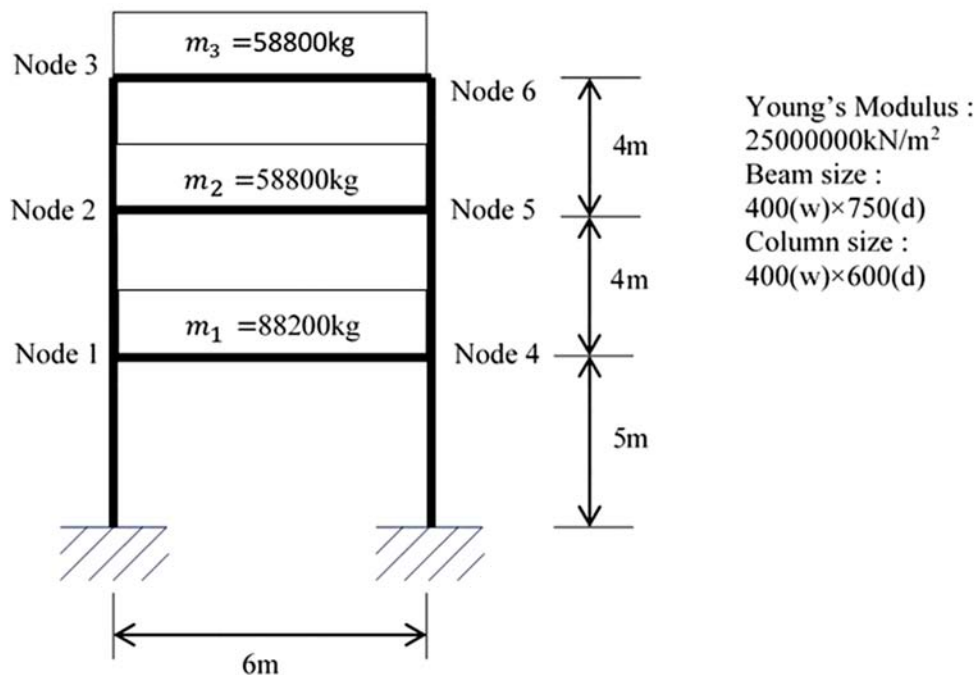 m₃ =58800kg
Node 3
Node 6
4m
m₂ =58800kg
Node 2
Node 5
4m
m₁ =88200kg
Node 1
Node 4
5m
6m
Young's Modulus :
25000000kN/m²
Beam size :
400(w)×750(d)
Column size :
400(w)×600(d)